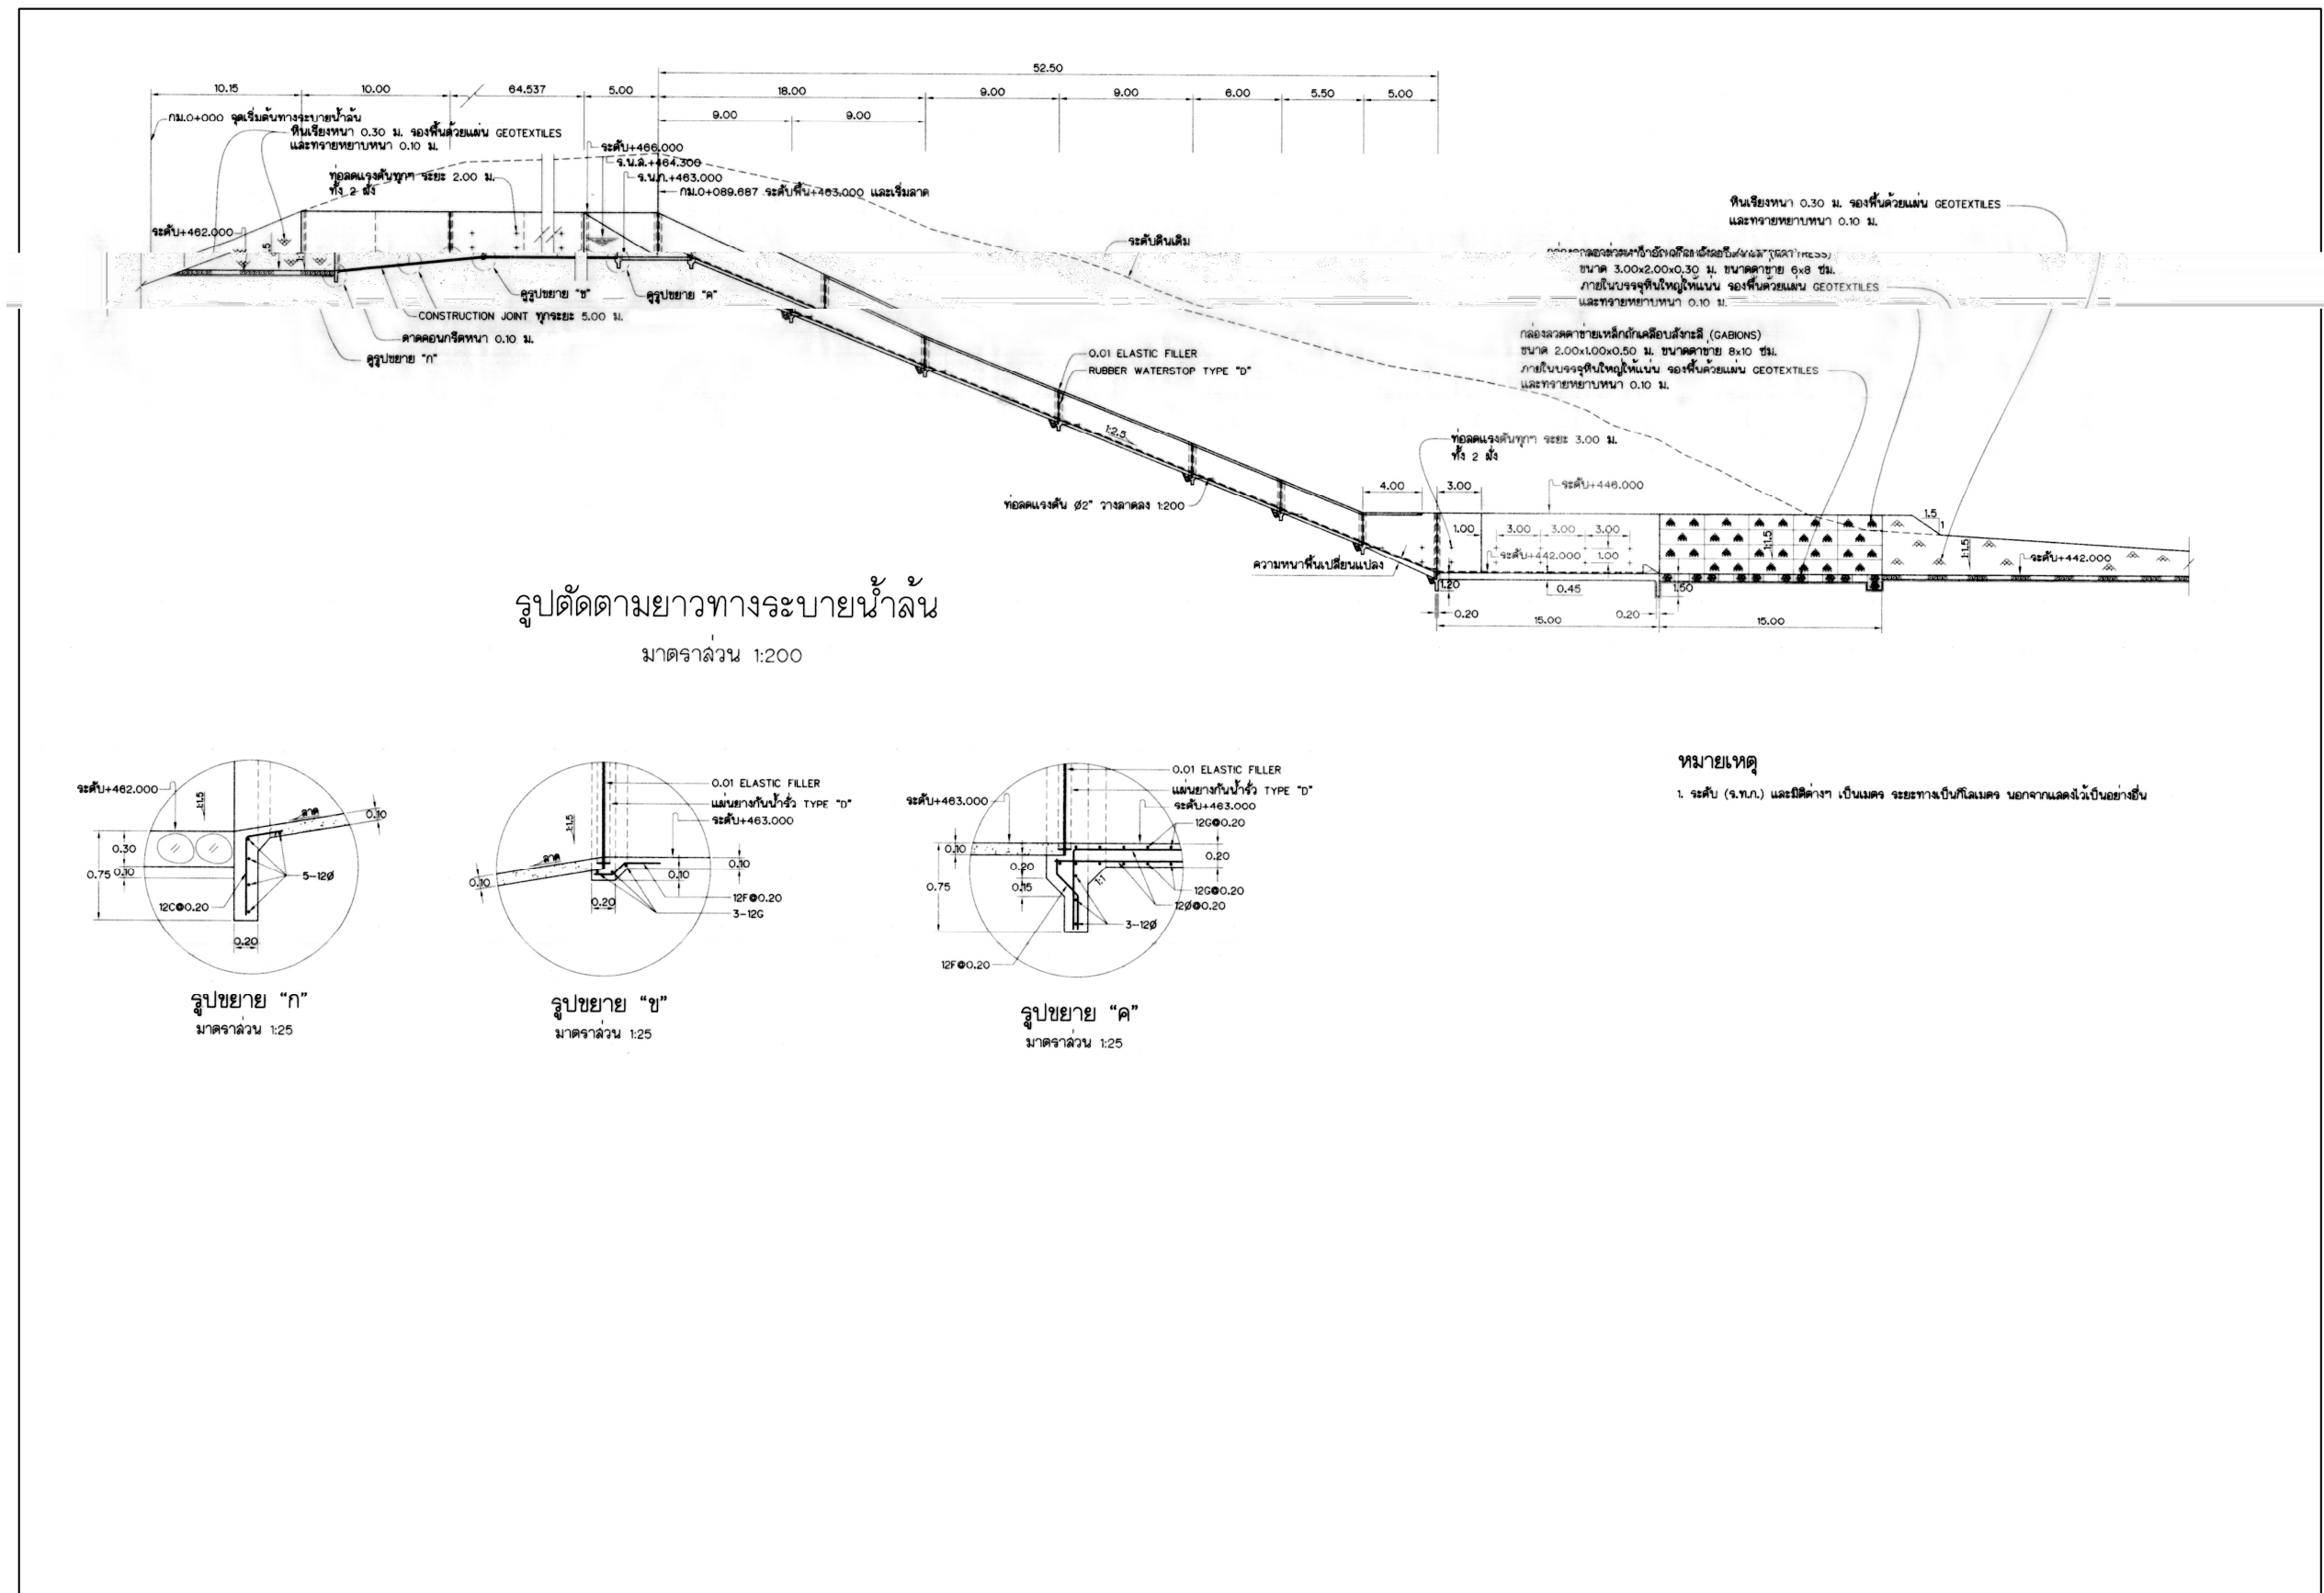 52.50
10.15 10.00 64.537 5.00 18.00 9.00 9.00 6.00 5.50 5.00
9.00 9.00
กม.0+000 จุดเริ่มต้นทางระบายน้ำล้น
หินเรียงหนา 0.30 ม. รองพื้นด้วยแผ่น GEOTEXTILES
และทรายหยาบหนา 0.10 ม.
ระดับ+466.000
ร.น.ส.+464.300
ร.น.ก.+463.000
กม.0+089.687 ระดับพื้น+463.000 และเริ่มลาด
ท่อลดแรงดันทุกๆ ระยะ 2.00 ม.
ทั้ง 2 ฝั่ง
ระดับ+462.000
ระดับดินเดิม
หินเรียงหนา 0.30 ม. รองพื้นด้วยแผ่น GEOTEXTILES
และทรายหยาบหนา 0.10 ม.
ขนาด 3.00x2.00x0.30 ม. ขนาดตาข่าย 6x8 ซม.
ภายในบรรจุหินใหญ่ให้แน่น รองพื้นด้วยแผ่น GEOTEXTILES
และทรายหยาบหนา 0.10 ม.
ดูรูปขยาย "ข"
ดูรูปขยาย "ค"
CONSTRUCTION JOINT ทุกระยะ 5.00 ม.
ดาดคอนกรีตหนา 0.10 ม.
ดูรูปขยาย "ก"
กล่องลวดตาข่ายเหล็กถักเคลือบสังกะสี (GABIONS)
ขนาด 2.00x1.00x0.50 ม. ขนาดตาข่าย 8x10 ซม.
ภายในบรรจุหินใหญ่ให้แน่น รองพื้นด้วยแผ่น GEOTEXTILES
และทรายหยาบหนา 0.10 ม.
0.01 ELASTIC FILLER
RUBBER WATERSTOP TYPE "D"
1:2.5
ท่อลดแรงดันทุกๆ ระยะ 3.00 ม.
ทั้ง 2 ฝั่ง
ท่อลดแรงดัน Ø2" วางลาดลง 1:200
4.00 3.00
ระดับ+446.000
1.5
1
1.00 3.00 3.00 3.00
1:1.5
1:1.5
ระดับ+442.000 1.00
ระดับ+442.000
ความหนาพื้นเปลี่ยนแปลง
1.20 0.45 1.50
0.20 15.00 0.20 15.00
รูปตัดตามยาวทางระบายน้ำล้น
มาตราส่วน 1:200
ระดับ+462.000
1:1.5
ลาด
0.10
0.30
0.75 0.10
5-12Ø
12C@0.20
0.20
รูปขยาย "ก"
มาตราส่วน 1:25
0.01 ELASTIC FILLER
แผ่นยางกันน้ำรั่ว TYPE "D"
ระดับ+463.000
1:1.5
ลาด
0.10
0.10
0.10
0.20
12F@0.20
3-12G
รูปขยาย "ข"
มาตราส่วน 1:25
0.01 ELASTIC FILLER
แผ่นยางกันน้ำรั่ว TYPE "D"
ระดับ+463.000
ระดับ+463.000
12G@0.20
0.10
0.20
0.20
0.75
0.15
1:1
12G@0.20
12Ø@0.20
3-12Ø
12F@0.20
รูปขยาย "ค"
มาตราส่วน 1:25
หมายเหตุ
1. ระดับ (ร.ท.ก.) และมิติต่างๆ เป็นเมตร ระยะทางเป็นกิโลเมตร นอกจากแสดงไว้เป็นอย่างอื่น